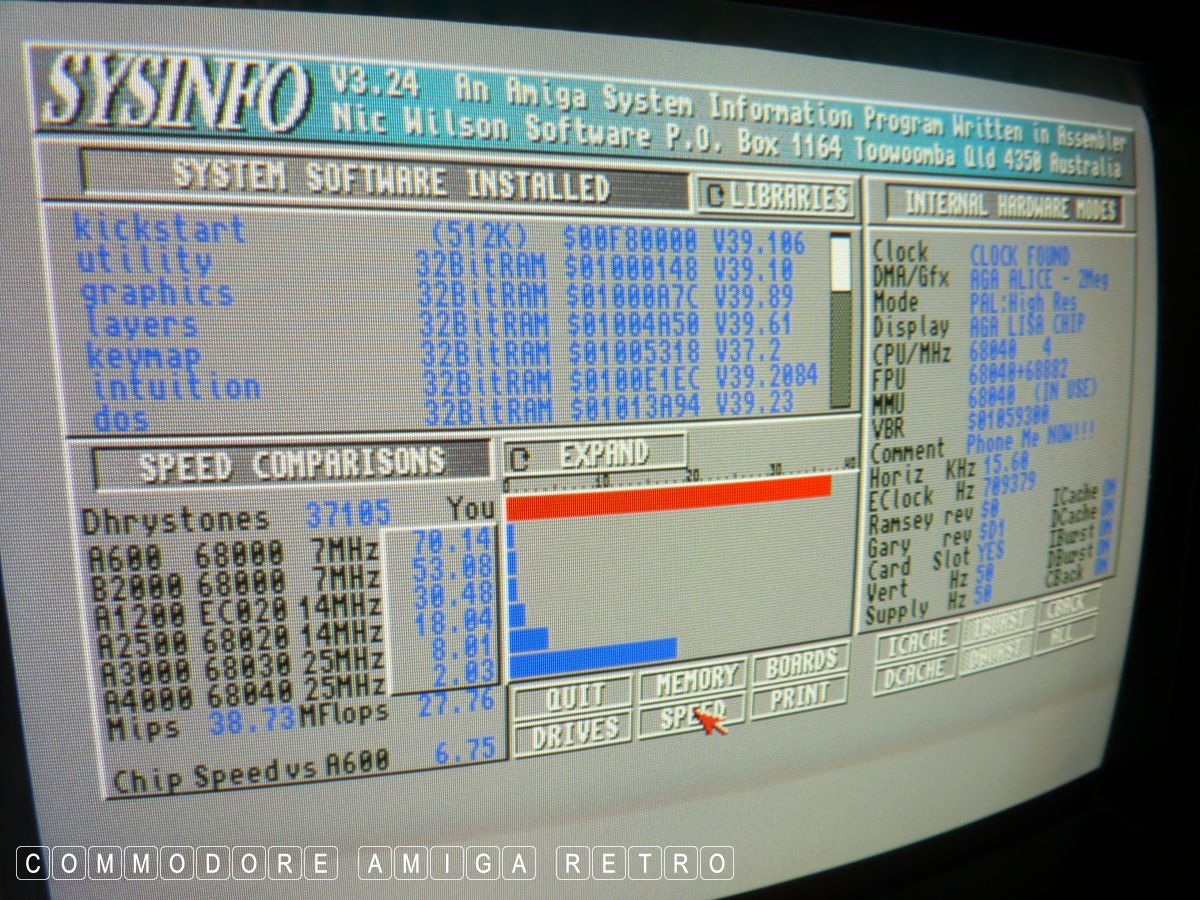 SYSINFO V3.24 An Amiga System Information Program Written in Assembler
Nic Wilson Software P.O. Box 1164 Toowoomba Qld 4350 Australia
SYSTEM SOFTWARE INSTALLED
LIBRARIES
kickstart (512K) $00F80000 V39.106
utility 32BitRAM $01000148 V39.10
graphics 32BitRAM $01000A7C V39.89
layers 32BitRAM $01004A50 V39.61
keymap 32BitRAM $01005318 V37.2
intuition 32BitRAM $0100E1EC V39.2084
dos 32BitRAM $01013A94 V39.23
INTERNAL HARDWARE MODES
Clock CLOCK FOUND
DMA/Gfx AGA ALICE - 2Meg
Mode PAL:High Res
Display AGA LISA CHIP
CPU/MHz 68040 4
FPU 68040+68882
MMU 68040 (IN USE)
VBR $01059300
Comment Phone Me NOW!!!
Horiz KHz 15.60
EClock Hz 709379
Ramsey rev $0 ICache ON
Gary rev $D1 DCache ON
Card Slot YES IBurst ON
Vert Hz 50 DBurst ON
Supply Hz 50 CBack ON
SPEED COMPARISONS
EXPAND
10 20 30 40
Dhrystones 37105 You
A600 68000 7MHz 70.14
B2000 68000 7MHz 53.08
A1200 EC020 14MHz 30.48
A2500 68020 14MHz 18.04
A3000 68030 25MHz 8.01
A4000 68040 25MHz 2.03
Mips 38.73 MFlops 27.76
Chip Speed vs A600 6.75
QUIT MEMORY BOARDS
DRIVES SPEED PRINT
ICACHE IBURST CBACK
DCACHE DBURST ALL
COMMODORE AMIGA RETRO